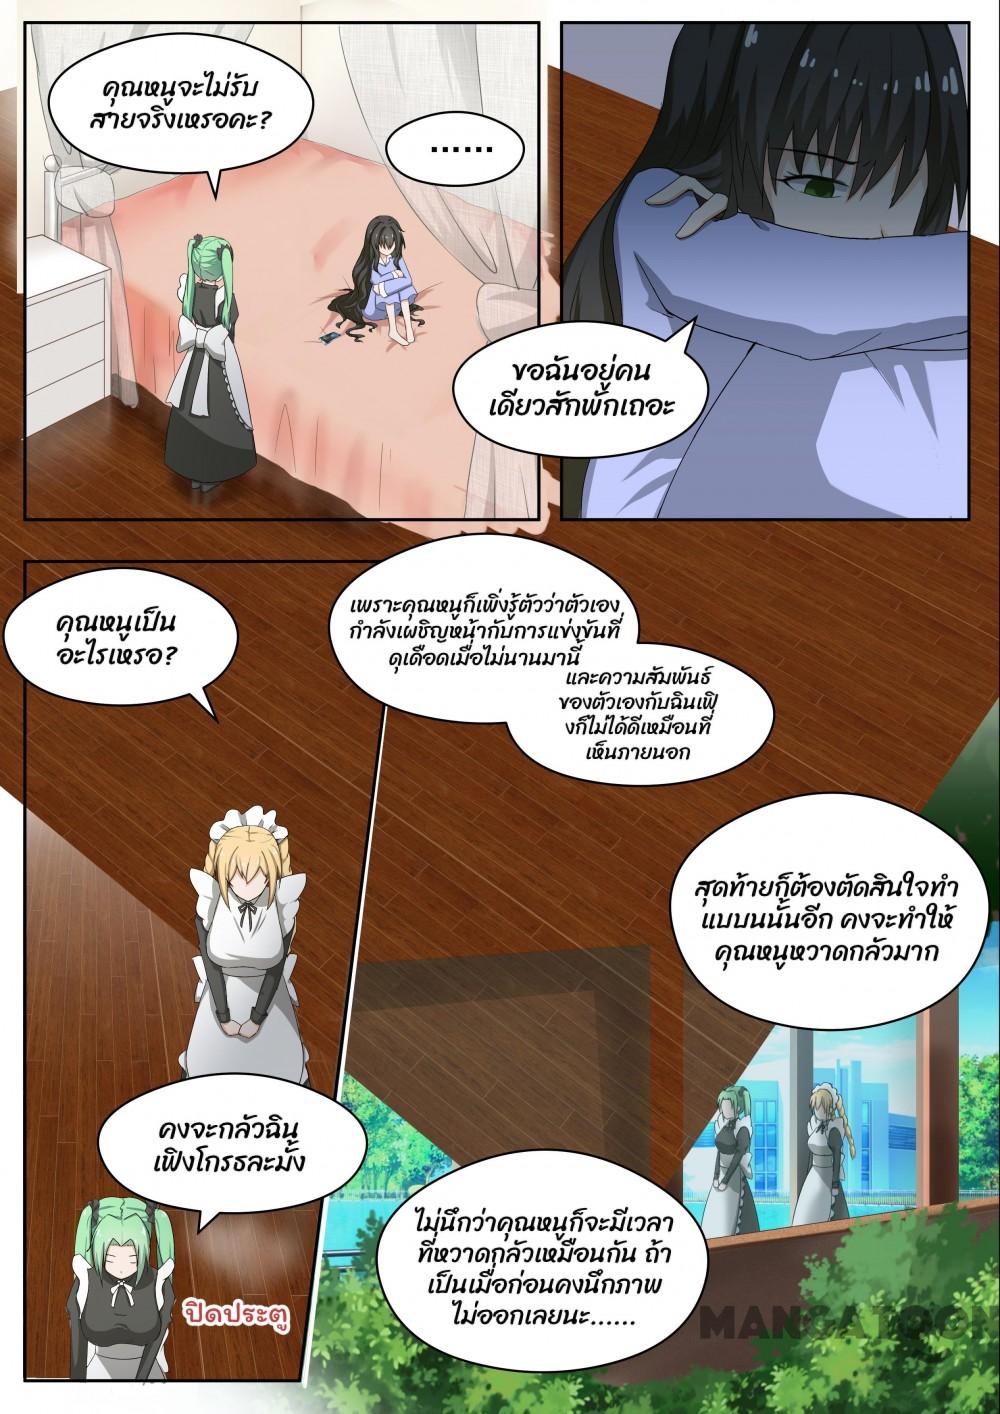 คุณหนูจะไม่รับ
สายจริงเหรอคะ?
......
ขอฉันอยู่คน
เดียวสักพักเถอะ
คุณหนูเป็น
อะไรเหรอ?
เพราะคุณหนูก็เพิ่งรู้ตัวว่าตัวเอง
กำลังเผชิญหน้ากับการแข่งขันที่
ดุเดือดเมื่อไม่นานมานี้
และความสัมพันธ์
ของตัวเองกับฉินเฟิ
งก็ไม่ได้ดีเหมือนที่
เห็นภายนอก
สุดท้ายก็ต้องตัดสินใจทำ
แบบนนั้นอีก คงจะทำให้
คุณหนูหวาดกลัวมาก
คงจะกลัวฉิน
เฟิงโกรธละมั้ง
ปิดประตู
ไม่นึกว่าคุณหนูก็จะมีเวลา
ที่หวาดกลัวเหมือนกัน ถ้า
เป็นเมื่อก่อนคงนึกภาพ
ไม่ออกเลยนะ......
MANGATOON